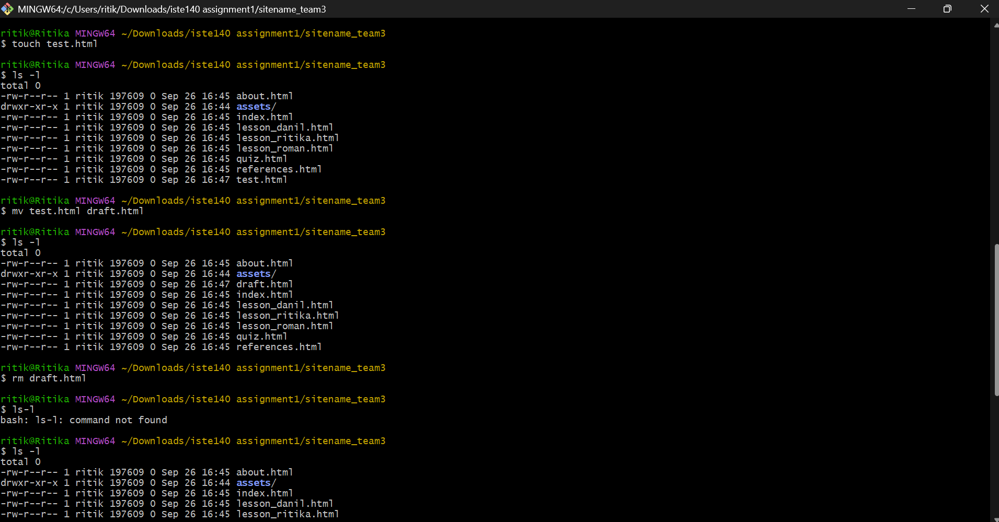 MINGW64:/c/Users/ritik/Downloads/iste140 assignment1/sitename_team3
ritik@Ritika MINGW64 ~/Downloads/iste140 assignment1/sitename_team3
$ touch test.html
ritik@Ritika MINGW64 ~/Downloads/iste140 assignment1/sitename_team3
$ ls -l
total 0
-rw-r--r-- 1 ritik 197609 0 Sep 26 16:45 about.html
drwxr-xr-x 1 ritik 197609 0 Sep 26 16:44 assets/
-rw-r--r-- 1 ritik 197609 0 Sep 26 16:45 index.html
-rw-r--r-- 1 ritik 197609 0 Sep 26 16:45 lesson_danil.html
-rw-r--r-- 1 ritik 197609 0 Sep 26 16:45 lesson_ritika.html
-rw-r--r-- 1 ritik 197609 0 Sep 26 16:45 lesson_roman.html
-rw-r--r-- 1 ritik 197609 0 Sep 26 16:45 quiz.html
-rw-r--r-- 1 ritik 197609 0 Sep 26 16:45 references.html
-rw-r--r-- 1 ritik 197609 0 Sep 26 16:47 test.html
ritik@Ritika MINGW64 ~/Downloads/iste140 assignment1/sitename_team3
$ mv test.html draft.html
ritik@Ritika MINGW64 ~/Downloads/iste140 assignment1/sitename_team3
$ ls -l
total 0
-rw-r--r-- 1 ritik 197609 0 Sep 26 16:45 about.html
drwxr-xr-x 1 ritik 197609 0 Sep 26 16:44 assets/
-rw-r--r-- 1 ritik 197609 0 Sep 26 16:47 draft.html
-rw-r--r-- 1 ritik 197609 0 Sep 26 16:45 index.html
-rw-r--r-- 1 ritik 197609 0 Sep 26 16:45 lesson_danil.html
-rw-r--r-- 1 ritik 197609 0 Sep 26 16:45 lesson_ritika.html
-rw-r--r-- 1 ritik 197609 0 Sep 26 16:45 lesson_roman.html
-rw-r--r-- 1 ritik 197609 0 Sep 26 16:45 quiz.html
-rw-r--r-- 1 ritik 197609 0 Sep 26 16:45 references.html
ritik@Ritika MINGW64 ~/Downloads/iste140 assignment1/sitename_team3
$ rm draft.html
ritik@Ritika MINGW64 ~/Downloads/iste140 assignment1/sitename_team3
$ ls-l
bash: ls-l: command not found
ritik@Ritika MINGW64 ~/Downloads/iste140 assignment1/sitename_team3
$ ls -l
total 0
-rw-r--r-- 1 ritik 197609 0 Sep 26 16:45 about.html
drwxr-xr-x 1 ritik 197609 0 Sep 26 16:44 assets/
-rw-r--r-- 1 ritik 197609 0 Sep 26 16:45 index.html
-rw-r--r-- 1 ritik 197609 0 Sep 26 16:45 lesson_danil.html
-rw-r--r-- 1 ritik 197609 0 Sep 26 16:45 lesson_ritika.html